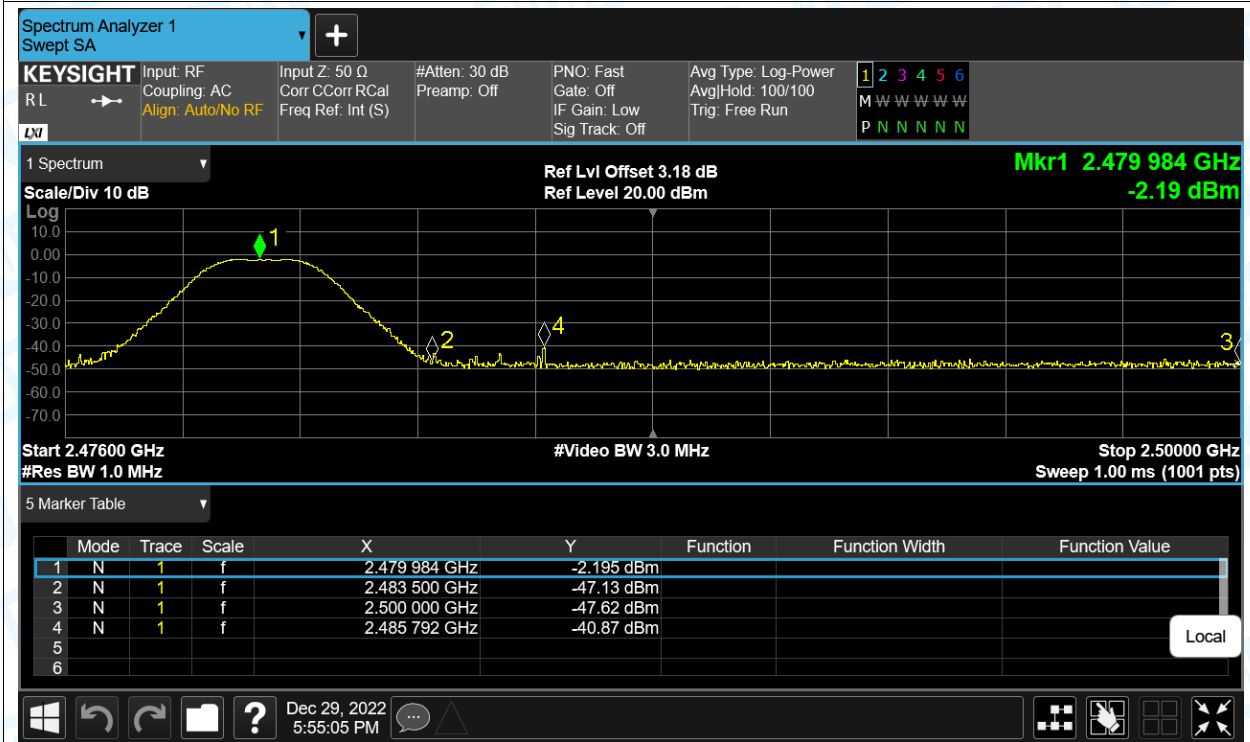 Spectrum Analyzer 1
Swept SA
+
KEYSIGHT
R L
LXI
Input: RF
Coupling: AC
Align: Auto/No RF
Input Z: 50 Ω
Corr CCorr RCal
Freq Ref: Int (S)
#Atten: 30 dB
Preamp: Off
PNO: Fast
Gate: Off
IF Gain: Low
Sig Track: Off
Avg Type: Log-Power
Avg|Hold: 100/100
Trig: Free Run
1 2 3 4 5 6
M W W W W W W
P N N N N N
1 Spectrum
Scale/Div 10 dB
Ref Lvl Offset 3.18 dB
Ref Level 20.00 dBm
Mkr1 2.479 984 GHz
-2.19 dBm
Log
10.0
0.00
-10.0
-20.0
-30.0
-40.0
-50.0
-60.0
-70.0
1
2
4
3
Start 2.47600 GHz
#Res BW 1.0 MHz
#Video BW 3.0 MHz
Stop 2.50000 GHz
Sweep 1.00 ms (1001 pts)
5 Marker Table
Mode Trace Scale X Y Function Function Width Function Value
1 N 1 f 2.479 984 GHz -2.195 dBm
2 N 1 f 2.483 500 GHz -47.13 dBm
3 N 1 f 2.500 000 GHz -47.62 dBm
4 N 1 f 2.485 792 GHz -40.87 dBm
5
6
Local
?
Dec 29, 2022
5:55:05 PM